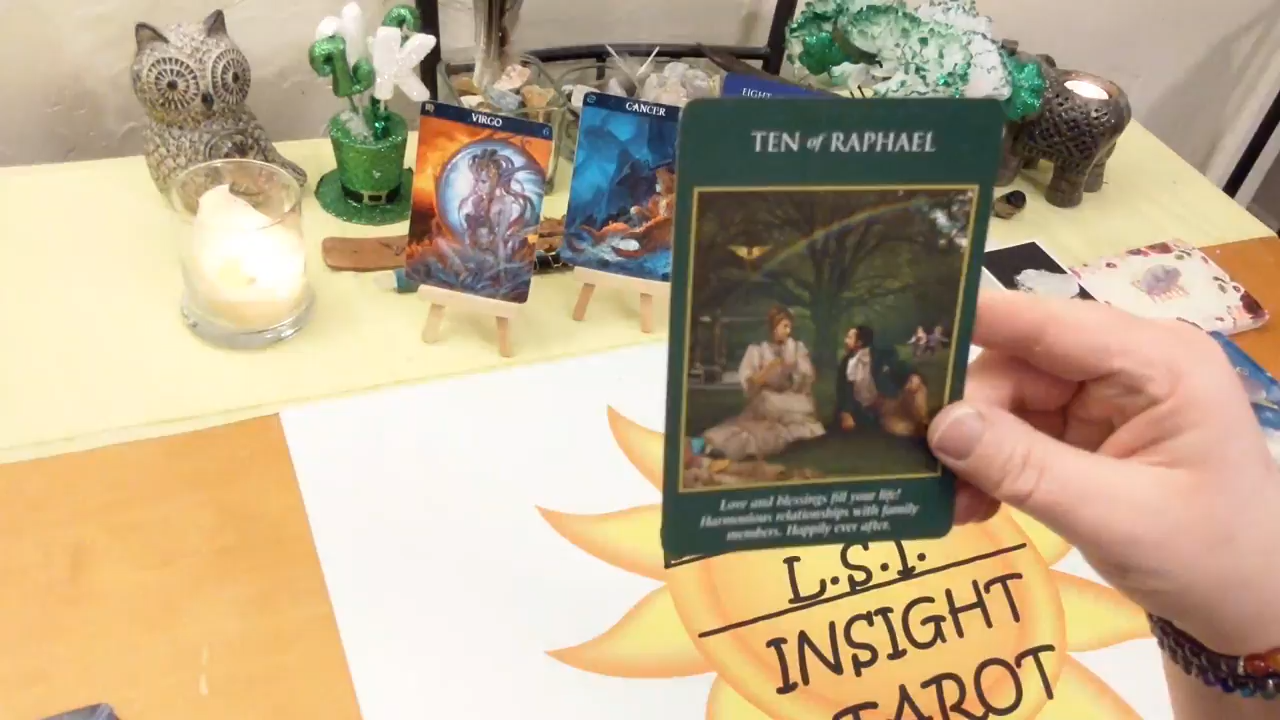 VIRGO
CANCER
EIGHT
TEN of RAPHAEL
Love and blessings fill your life!
Harmonious relationships with family
members. Happily ever after.
L.S.I.
INSIGHT
TAROT